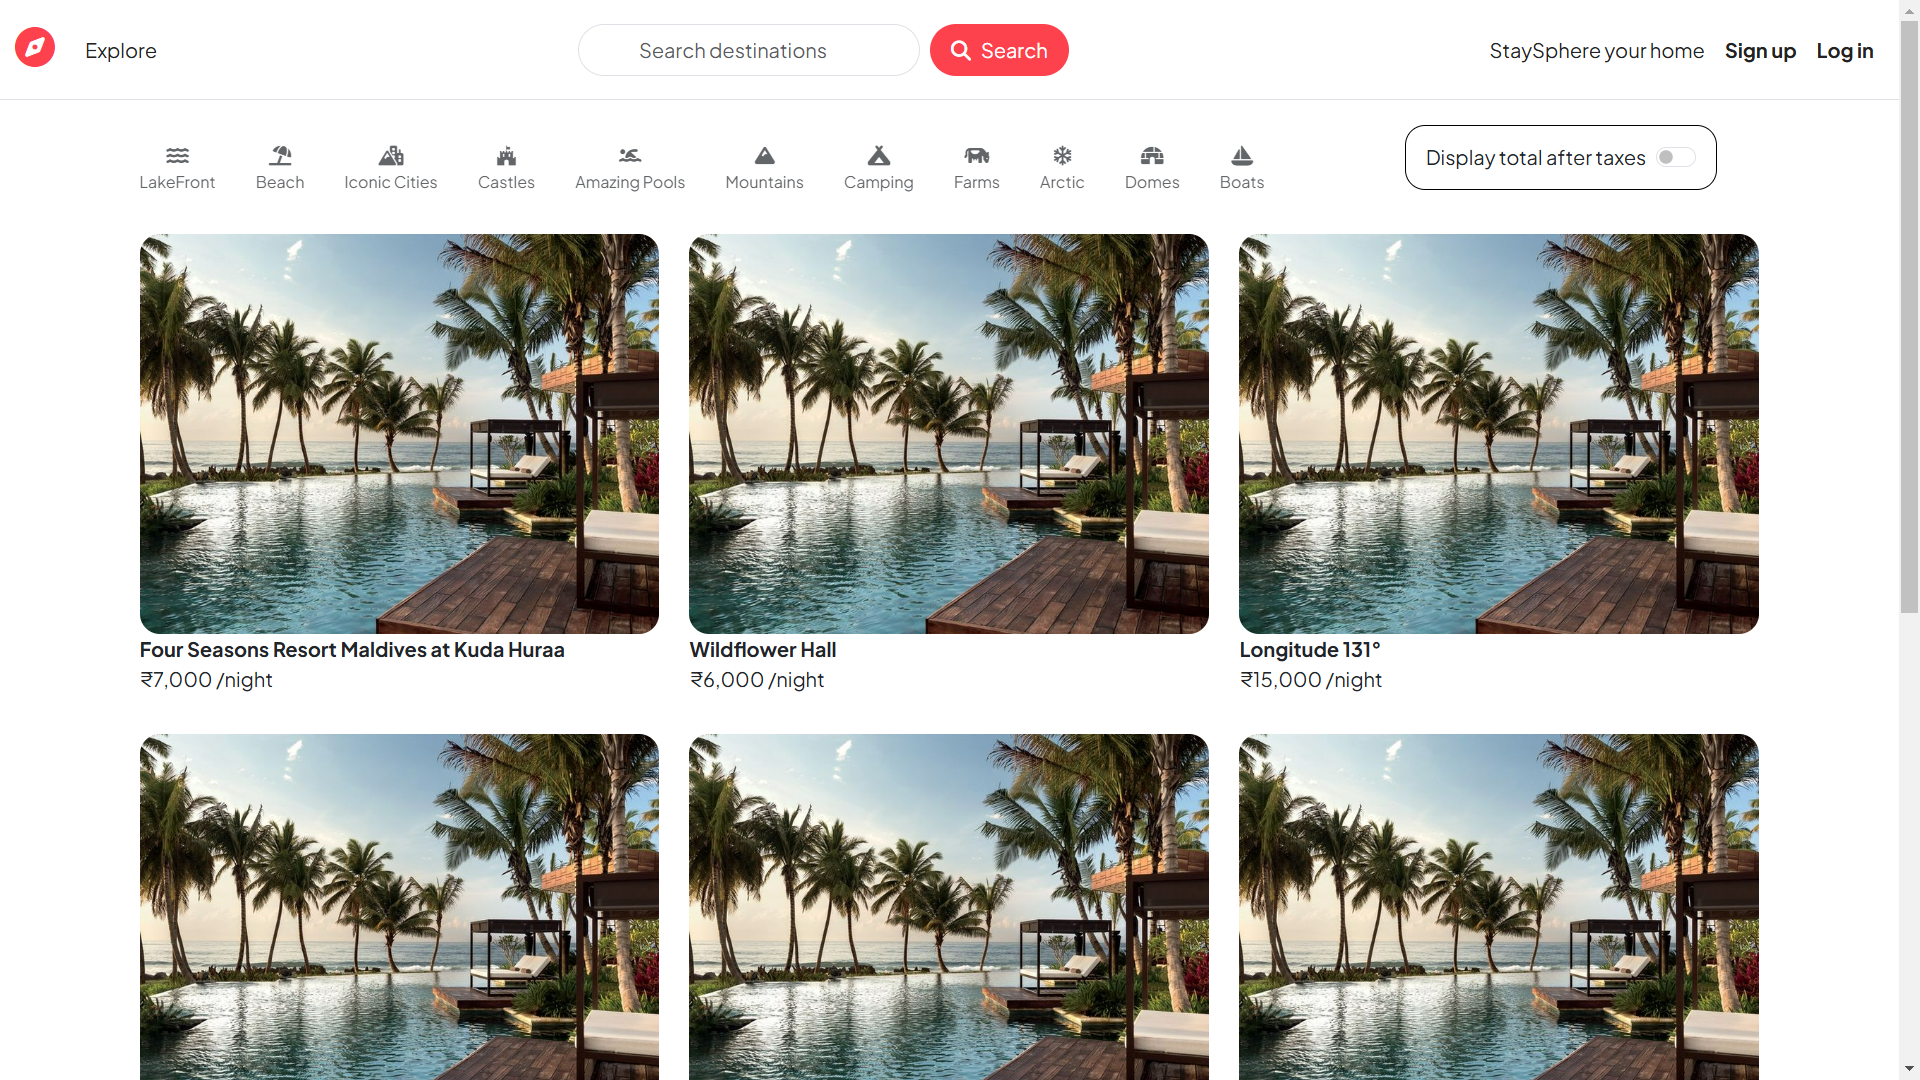 Explore
Search destinations
Search
StaySphere your home
Sign up
Log in
LakeFront
Beach
Iconic Cities
Castles
Amazing Pools
Mountains
Camping
Farms
Arctic
Domes
Boats
Display total after taxes
Four Seasons Resort Maldives at Kuda Huraa
₹7,000 /night
Wildflower Hall
₹6,000 /night
Longitude 131°
₹15,000 /night